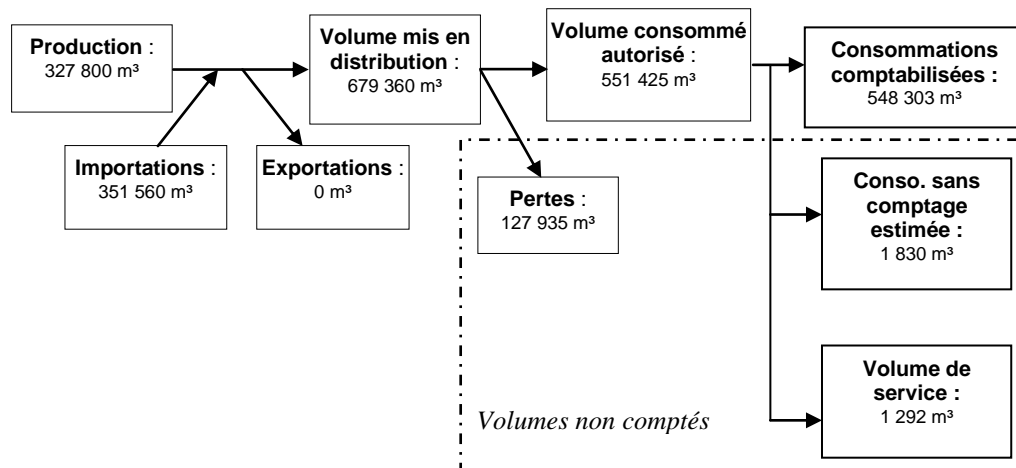 Production :
327 800 m³
Volume mis en
distribution :
679 360 m³
Volume consommé
autorisé :
551 425 m³
Consommations
comptabilisées :
548 303 m³
Importations :
351 560 m³
Exportations :
0 m³
Pertes :
127 935 m³
Conso. sans
comptage
estimée :
1 830 m³
Volume de
service :
1 292 m³
Volumes non comptés